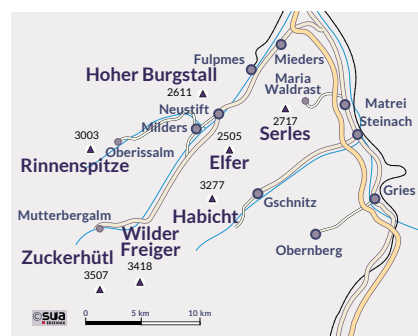 Fulpmes
Mieders
Hoher Burgstall
2611
Maria
Waldrast
Neustift
Matrei
Steinach
Milders
2717
Serles
3003
2505
Oberissalm
Rinnenspitze
Elfer
3277
Gries
Gschnitz
Habicht
Mutterbergalm
Wilder
Freiger
Obernberg
Zuckerhütl
3507
3418
©sua
0
5 km
10 km